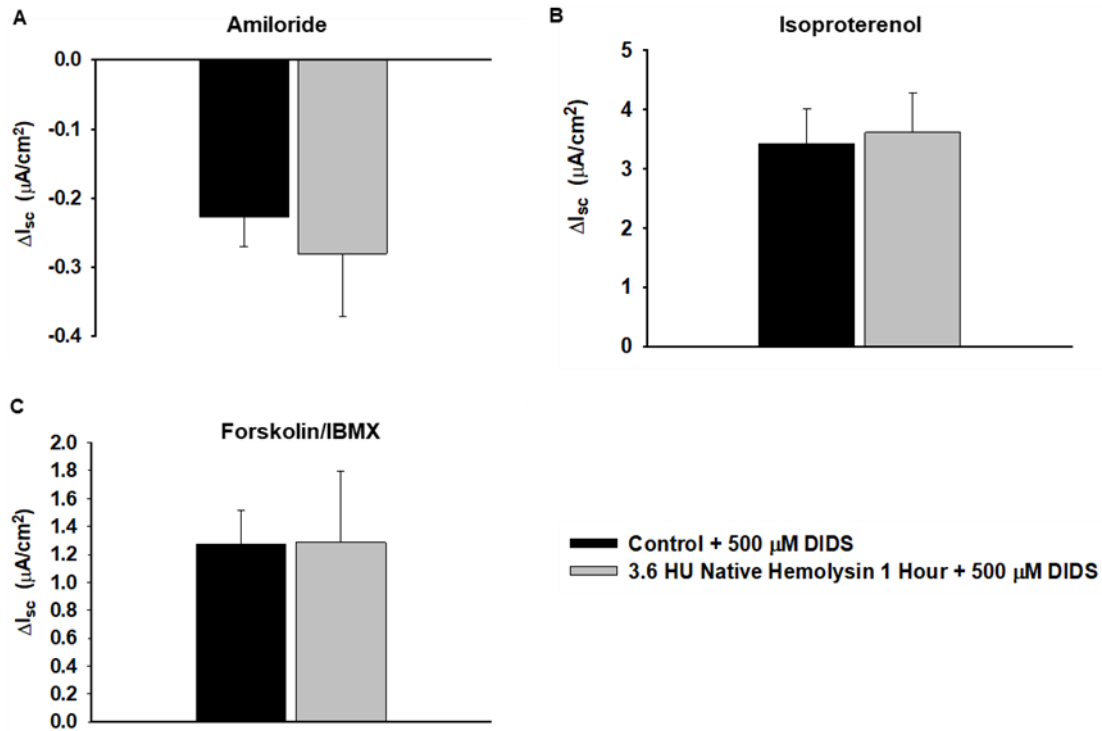 A
Amiloride
0.0
-0.1
-0.2
-0.3
-0.4
ΔIsc (µA/cm²)
B
Isoproterenol
5
4
3
2
1
0
ΔIsc (µA/cm²)
C
Forskolin/IBMX
2.0
1.8
1.6
1.4
1.2
1.0
0.8
0.6
0.4
0.2
0.0
ΔIsc (µA/cm²)
Control + 500 µM DIDS
3.6 HU Native Hemolysin 1 Hour + 500 µM DIDS